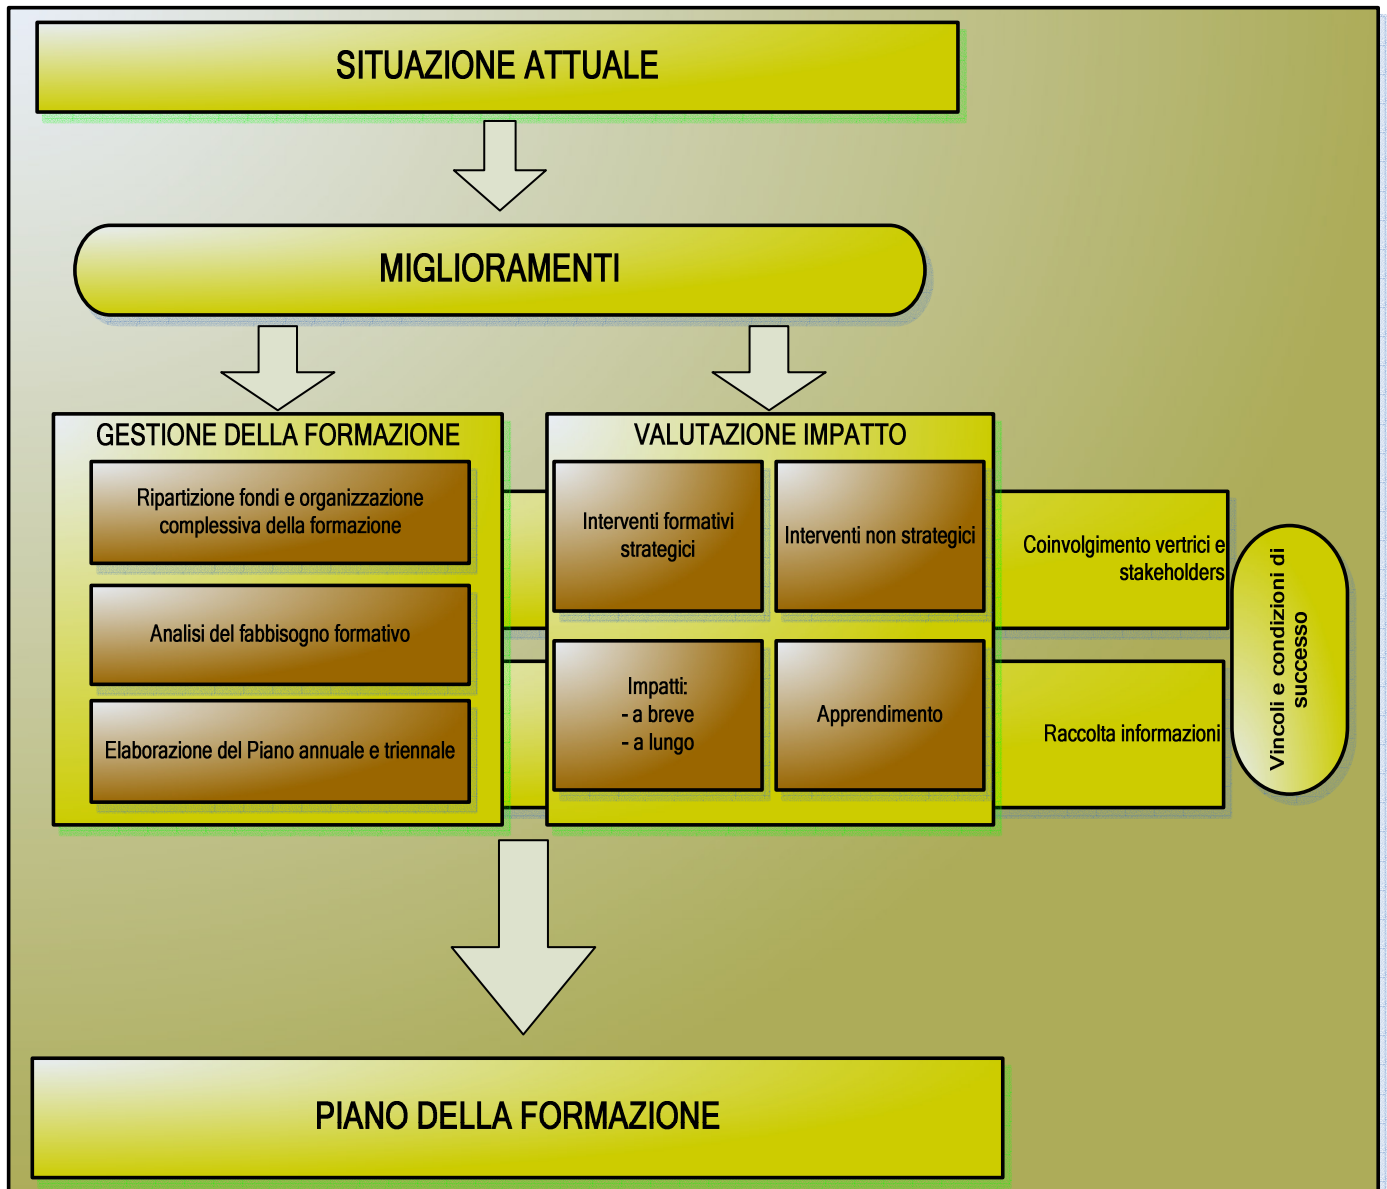 SITUAZIONE ATTUALE
MIGLIORAMENTI
GESTIONE DELLA FORMAZIONE
Ripartizione fondi e organizzazione
complessiva della formazione
Analisi del fabbisogno formativo
Elaborazione del Piano annuale e triennale
VALUTAZIONE IMPATTO
Interventi formativi
strategici
Interventi non strategici
Impatti:
- a breve
- a lungo
Apprendimento
Coinvolgimento vertrici e
stakeholders
Raccolta informazioni
Vincoli e condizioni di
successo
PIANO DELLA FORMAZIONE